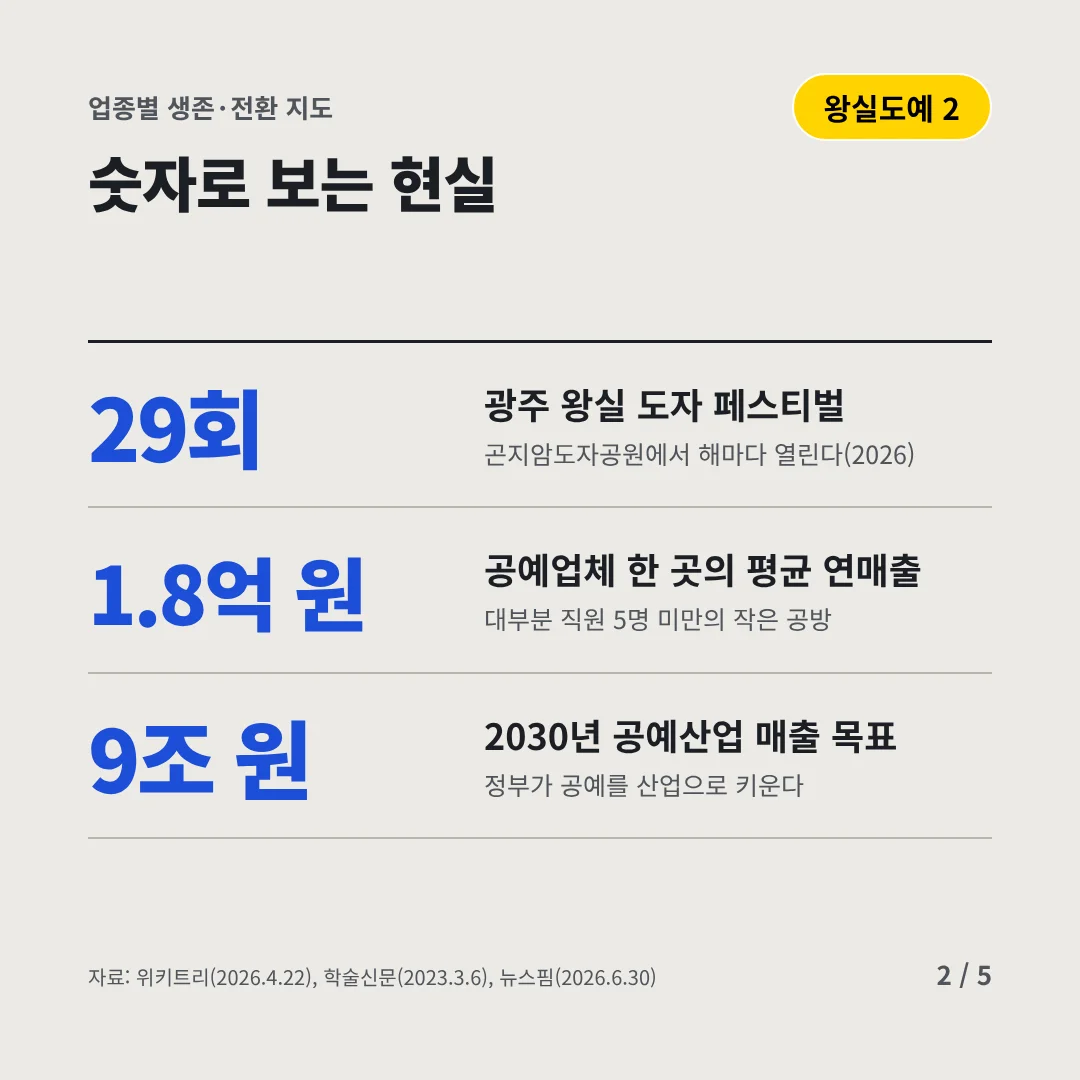 업종별 생존·전환 지도
왕실도예 2
숫자로 보는 현실
29회
광주 왕실 도자 페스티벌
곤지암도자공원에서 해마다 열린다(2026)
1.8억 원
공예업체 한 곳의 평균 연매출
대부분 직원 5명 미만의 작은 공방
9조 원
2030년 공예산업 매출 목표
정부가 공예를 산업으로 키운다
자료: 위키트리(2026.4.22), 학술신문(2023.3.6), 뉴스핌(2026.6.30)
2 / 5